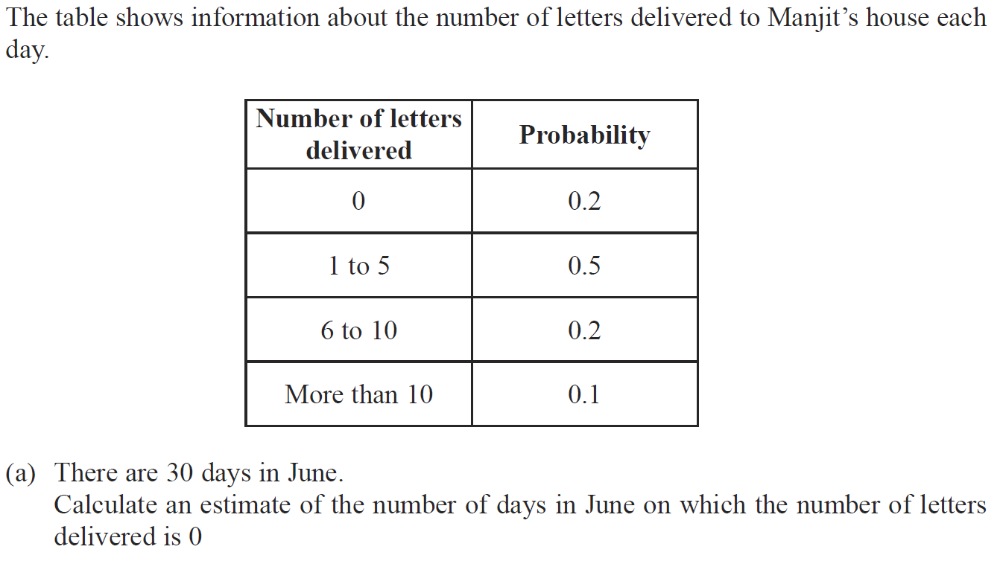 The table shows information about the number of letters delivered to Manjit’s house each
day.
Number of letters
delivered
Probability
0
0.2
1 to 5
0.5
6 to 10
0.2
More than 10
0.1
(a) There are 30 days in June.
Calculate an estimate of the number of days in June on which the number of letters
delivered is 0